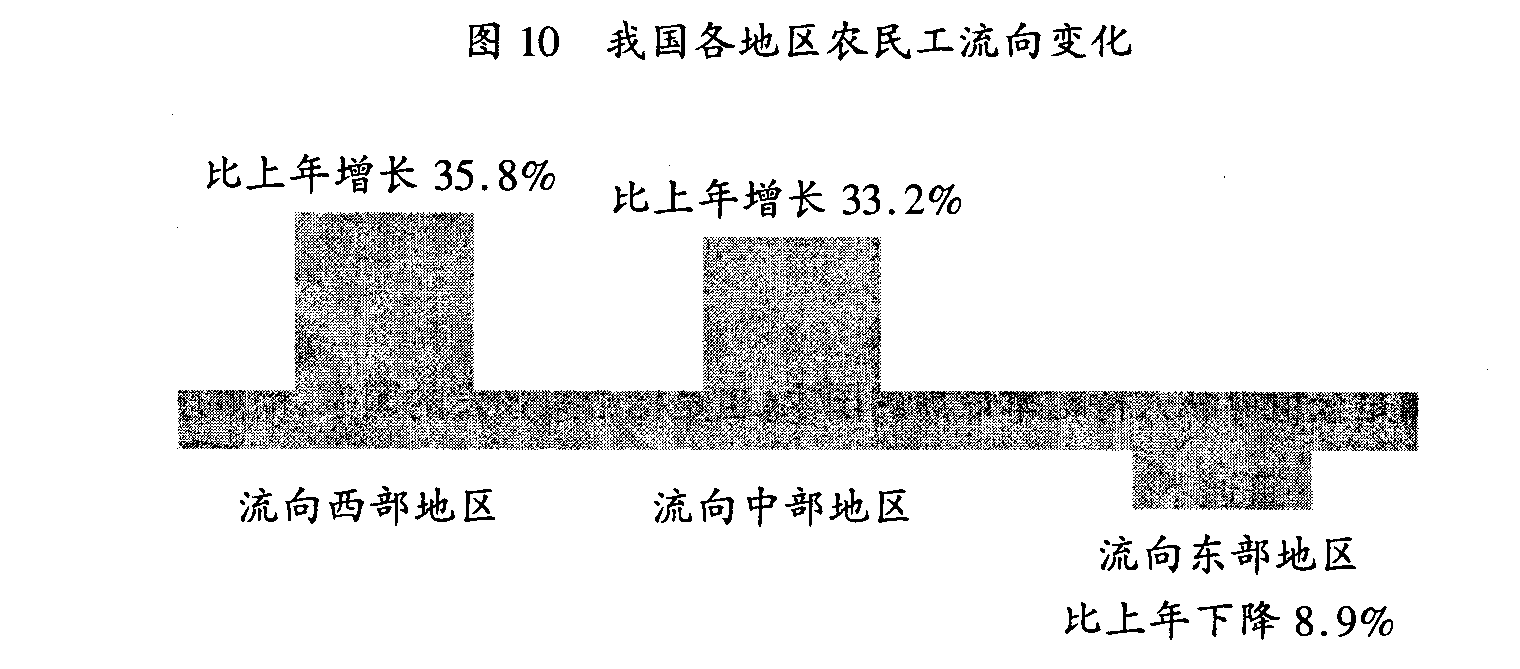 图 10 我国各地区农民工流向变化
比上年增长 35.8%
比上年增长 33.2%
流向西部地区
流向中部地区
流向东部地区
比上年下降 8.9%